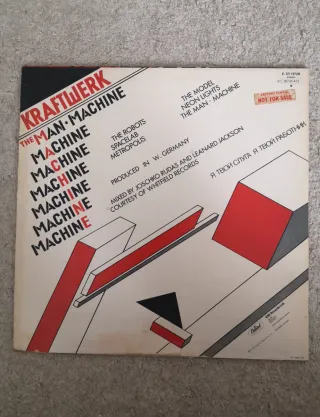 KRAFTWERK
THE MAN·MACHINE
MACHINE
MACHINE
MACHINE
MACHINE
MACHINE
MACHINE
THE ROBOTS
SPACELAB
METROPOLIS
THE MODEL
NEON LIGHTS
THE MAN · MACHINE
PRODUCED IN W. GERMANY
MIXED BY JOSCHKO RUDAS AND LEANARD JACKSON
COURTESY OF WHITFIELD RECORDS
Я ТВОЙ СЛУГА Я ТВОЙ РАБОТНИК
NOT FOR SALE
Capitol